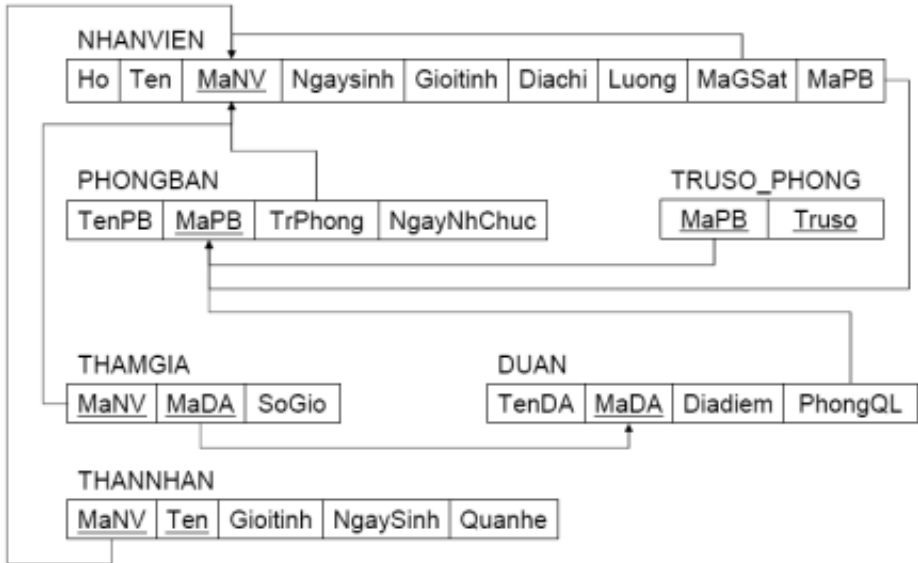 NHANVIEN
Ho Ten MaNV Ngaysinh Gioitinh Diachi Luong MaGSat MaPB
PHONGBAN
TenPB MaPB TrPhong NgayNhChuc
TRUSO_PHONG
MaPB Truso
THAMGIA
MaNV MaDA SoGio
DUAN
TenDA MaDA Diadiem PhongQL
THANNHAN
MaNV Ten Gioitinh NgaySinh Quanhe